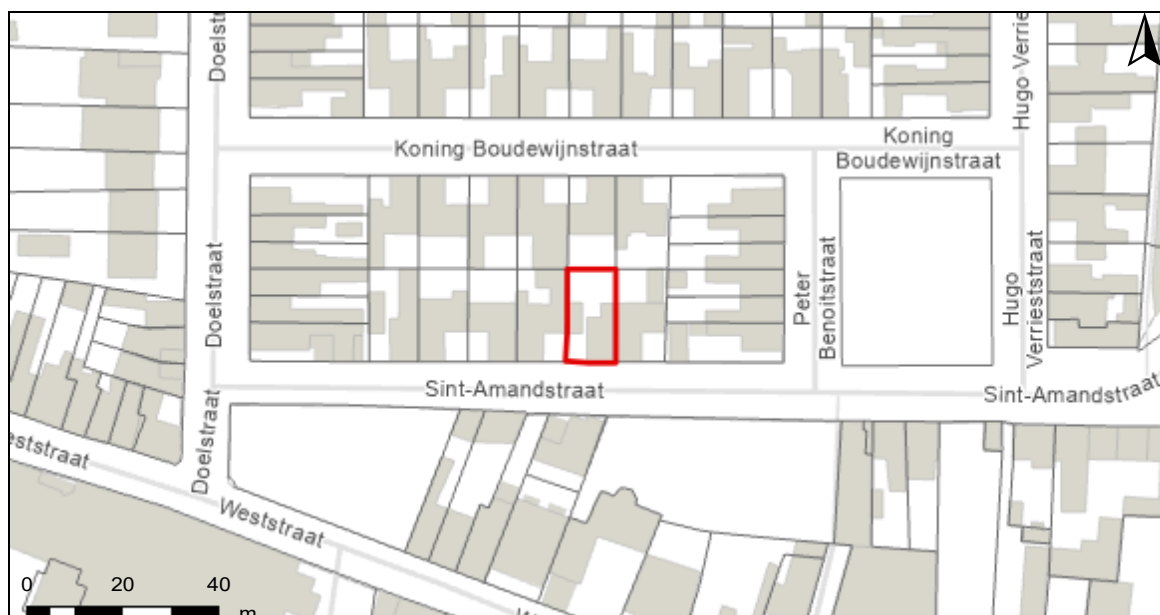 Doelstr
Hugo-Verrie
Koning Boudewijnstraat
Koning
Boudewijnstraat
Doelstraat
Peter
Benoitstraat
Hugo
Verrieststraat
Sint-Amandstraat
Sint-Amandstraat
Doelstraat
eststraat
Weststraat
0 20 40
m